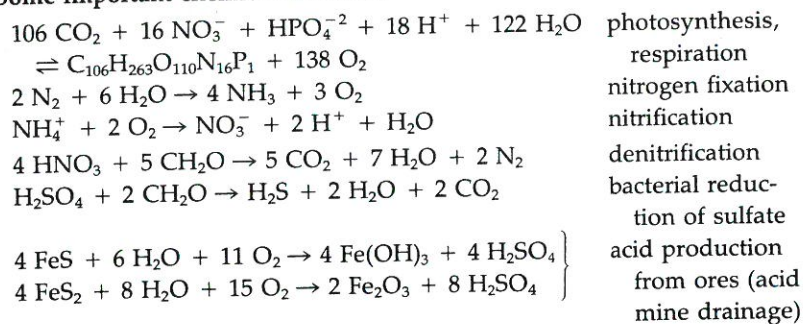 106 CO₂ + 16 NO₃⁻ + HPO₄⁻² + 18 H⁺ + 122 H₂O photosynthesis,
⇌ C₁₀₆H₂₆₃O₁₁₀N₁₆P₁ + 138 O₂ respiration
2 N₂ + 6 H₂O → 4 NH₃ + 3 O₂ nitrogen fixation
NH₄⁺ + 2 O₂ → NO₃⁻ + 2 H⁺ + H₂O nitrification
4 HNO₃ + 5 CH₂O → 5 CO₂ + 7 H₂O + 2 N₂ denitrification
H₂SO₄ + 2 CH₂O → H₂S + 2 H₂O + 2 CO₂ bacterial reduc-
tion of sulfate
4 FeS + 6 H₂O + 11 O₂ → 4 Fe(OH)₃ + 4 H₂SO₄ acid production
4 FeS₂ + 8 H₂O + 15 O₂ → 2 Fe₂O₃ + 8 H₂SO₄ from ores (acid
mine drainage)